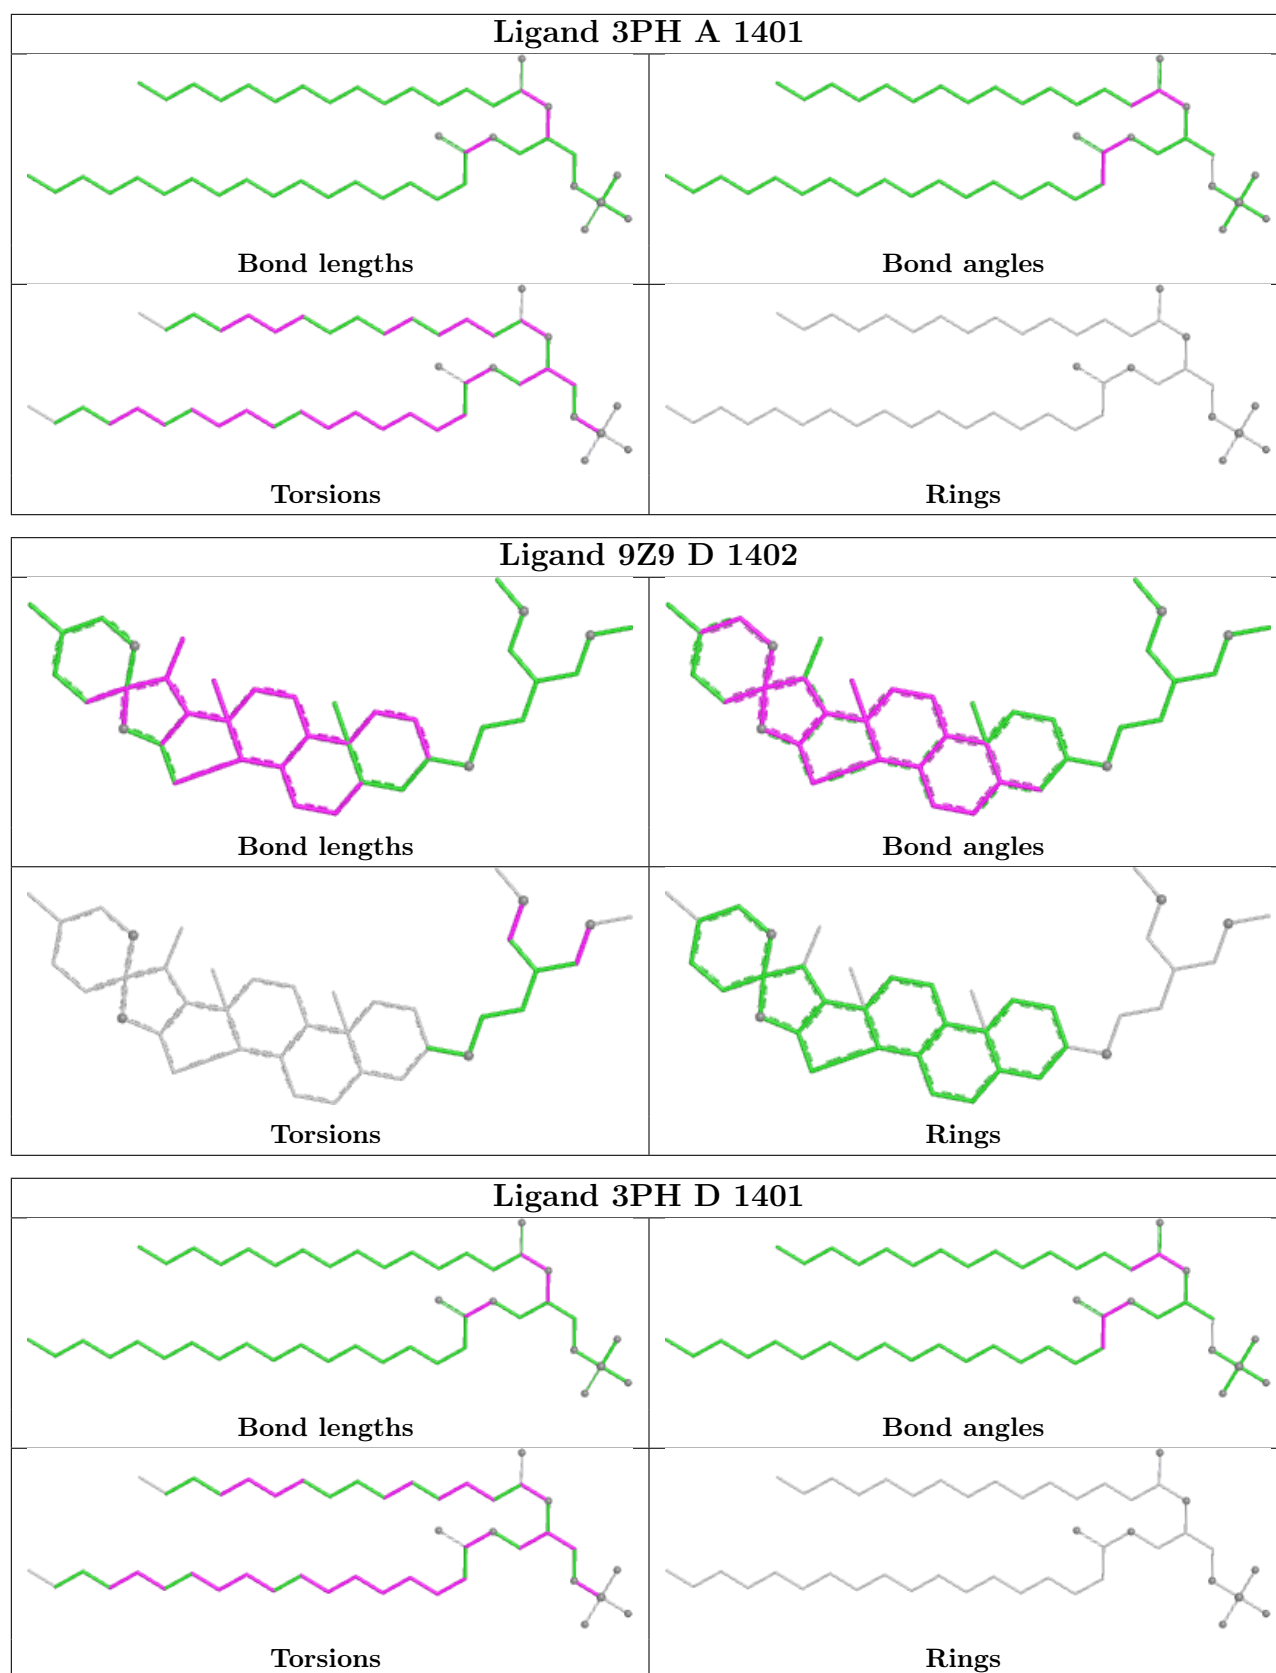 Ligand 3PH A 1401
Bond lengths
Bond angles
Torsions
Rings
Ligand 9Z9 D 1402
Bond lengths
Bond angles
Torsions
Rings
Ligand 3PH D 1401
Bond lengths
Bond angles
Torsions
Rings